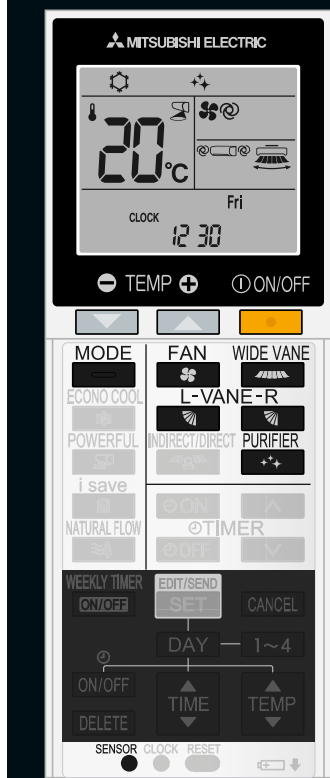 MITSUBISHI ELECTRIC
20°C
Fri
CLOCK
12 30
TEMP ON/OFF
MODE FAN WIDE VANE
ECONO COOL L-VANE-R
POWERFUL INDIRECT/DIRECT PURIFIER
i save
ON
NATURAL FLOW TIMER
OFF
WEEKLY TIMER EDIT/SEND
ON/OFF SET CANCEL
DAY 1~4
ON/OFF TIME TEMP
DELETE
SENSOR CLOCK RESET